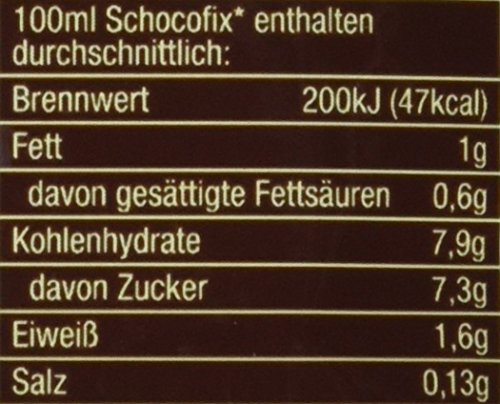 100ml Schocofix* enthalten
durchschnittlich:
Brennwert 200kJ (47kcal)
Fett 1g
davon gesättigte Fettsäuren 0,6g
Kohlenhydrate 7,9g
davon Zucker 7,3g
Eiweiß 1,6g
Salz 0,13g